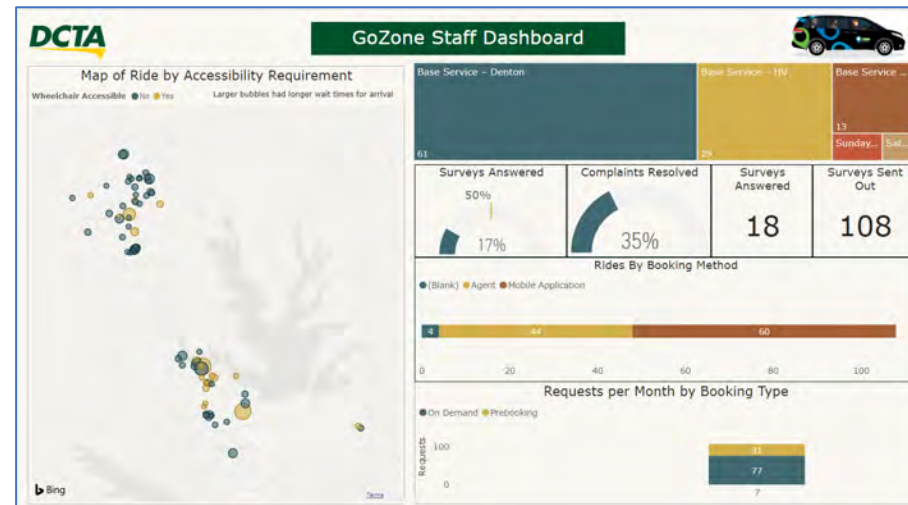 DCTA
GoZone Staff Dashboard
Map of Ride by Accessibility Requirement
Wheelchair Accessible No Yes
Larger bubbles had longer wait times for arrival
Bing
Terms
Base Service - Denton
61
Base Service - HV
29
Base Service ...
13
Sunday...
Sat...
Surveys Answered
50%
17%
Complaints Resolved
35%
Surveys
Answered
18
Surveys Sent
Out
108
Rides By Booking Method
(Blank) Agent Mobile Application
4 44 60
0 20 40 60 80 100
Requests per Month by Booking Type
On Demand Prebooking
Requests
100
0
31
77
7